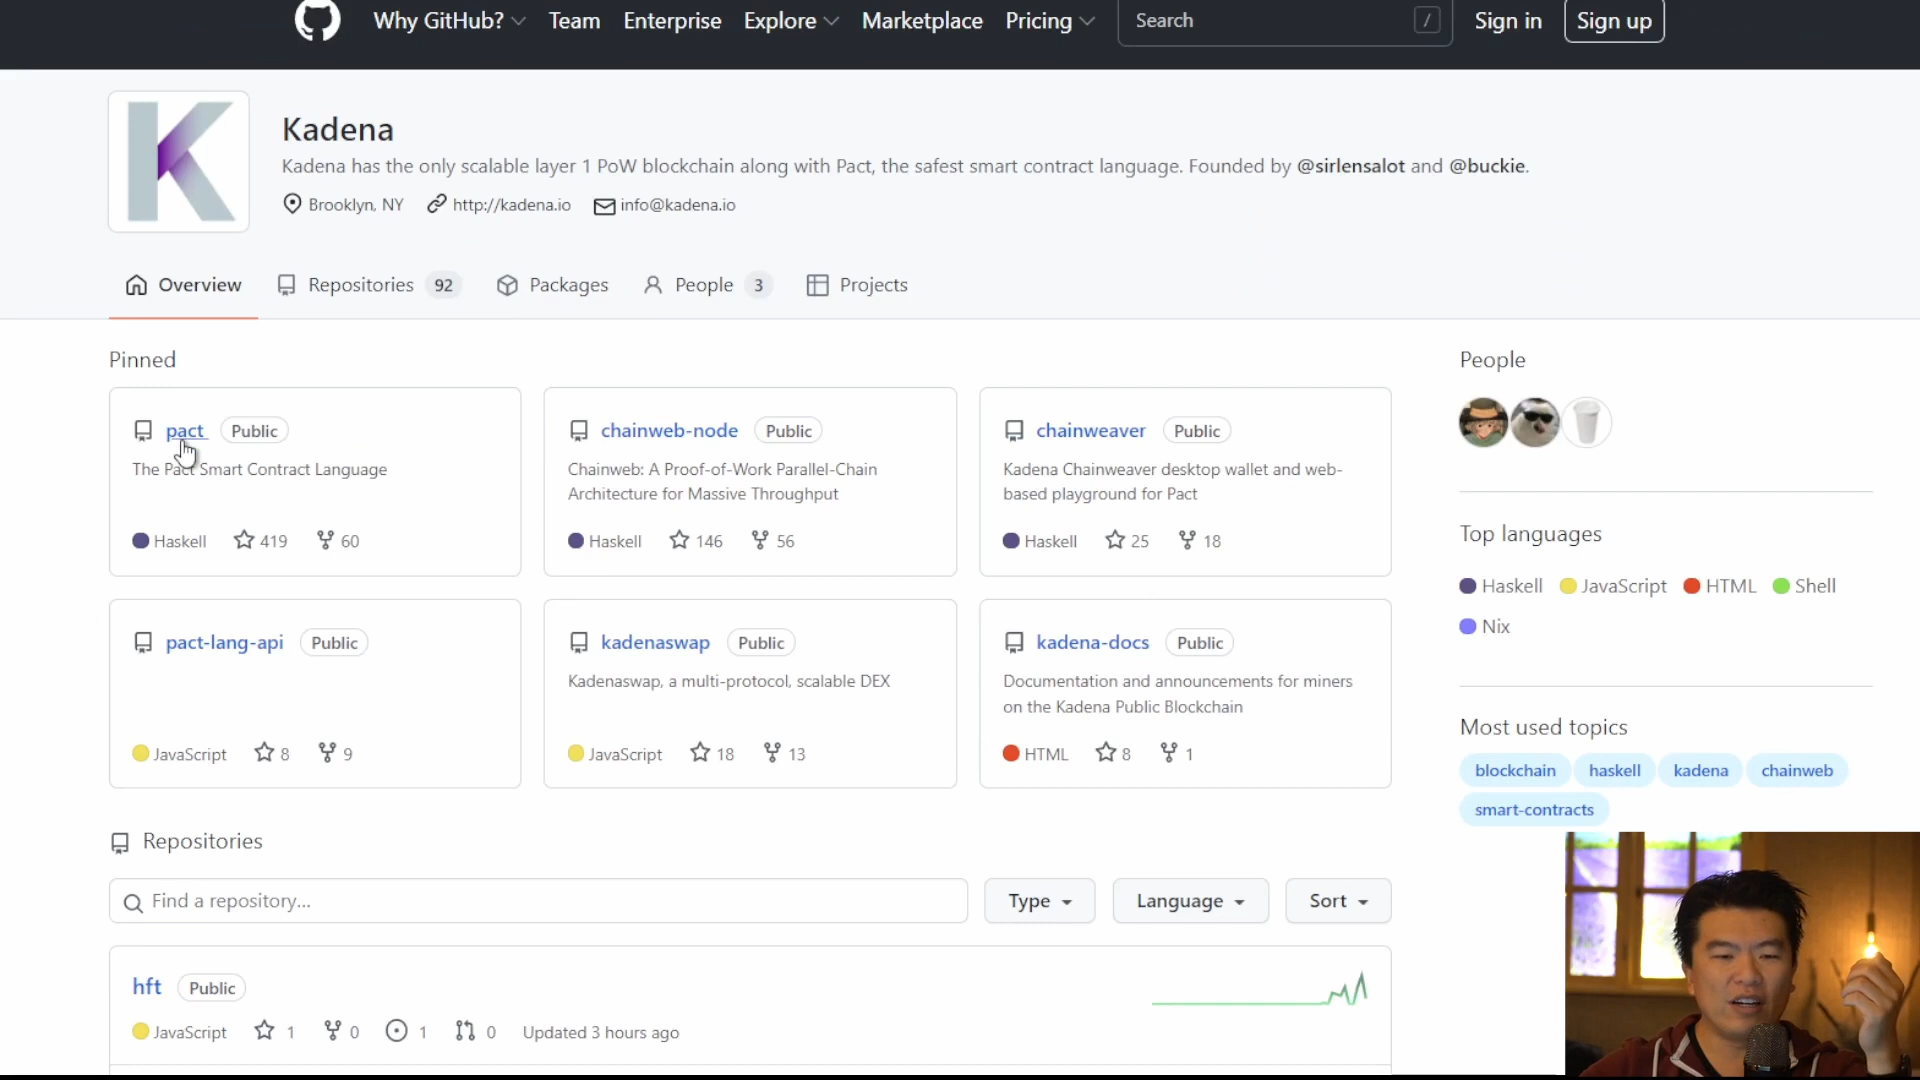 Why GitHub? Team Enterprise Explore Marketplace Pricing Search / Sign in Sign up
K
Kadena
Kadena has the only scalable layer 1 PoW blockchain along with Pact, the safest smart contract language. Founded by @sirlensalot and @buckie.
Brooklyn, NY http://kadena.io info@kadena.io
Overview Repositories 92 Packages People 3 Projects
Pinned
pact Public
The Pact Smart Contract Language
Haskell 419 60
chainweb-node Public
Chainweb: A Proof-of-Work Parallel-Chain
Architecture for Massive Throughput
Haskell 146 56
chainweaver Public
Kadena Chainweaver desktop wallet and web-
based playground for Pact
Haskell 25 18
pact-lang-api Public
JavaScript 8 9
kadenaswap Public
Kadenaswap, a multi-protocol, scalable DEX
JavaScript 18 13
kadena-docs Public
Documentation and announcements for miners
on the Kadena Public Blockchain
HTML 8 1
People
Top languages
Haskell JavaScript HTML Shell
Nix
Most used topics
blockchain haskell kadena chainweb
smart-contracts
Repositories
Find a repository... Type Language Sort
hft Public
JavaScript 1 0 1 0 Updated 3 hours ago